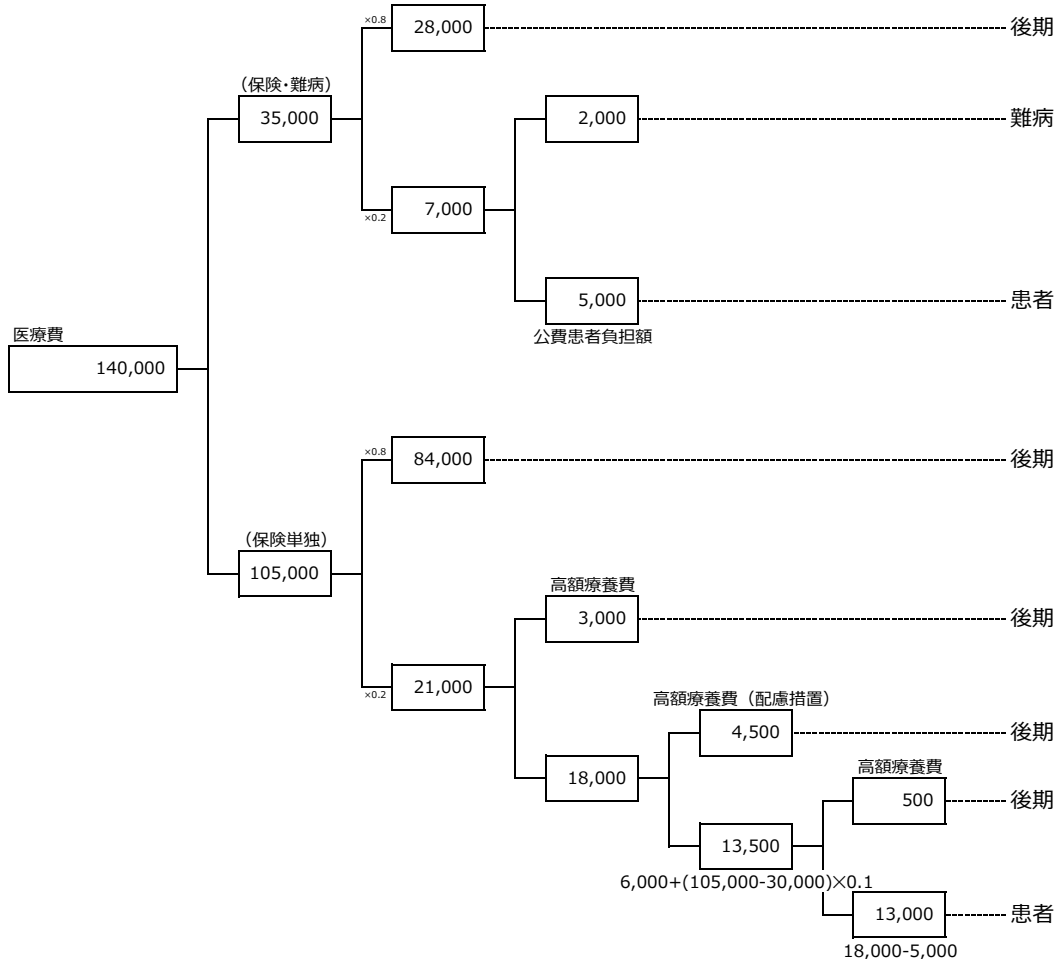 ×0.8
28,000
後期
（保険・難病）
35,000
2,000
難病
×0.2
7,000
5,000
患者
公費患者負担額
医療費
140,000
×0.8
84,000
後期
（保険単独）
105,000
高額療養費
3,000
後期
×0.2
21,000
高額療養費（配慮措置）
4,500
後期
18,000
高額療養費
500
後期
13,500
6,000+(105,000-30,000)×0.1
13,000
患者
18,000-5,000